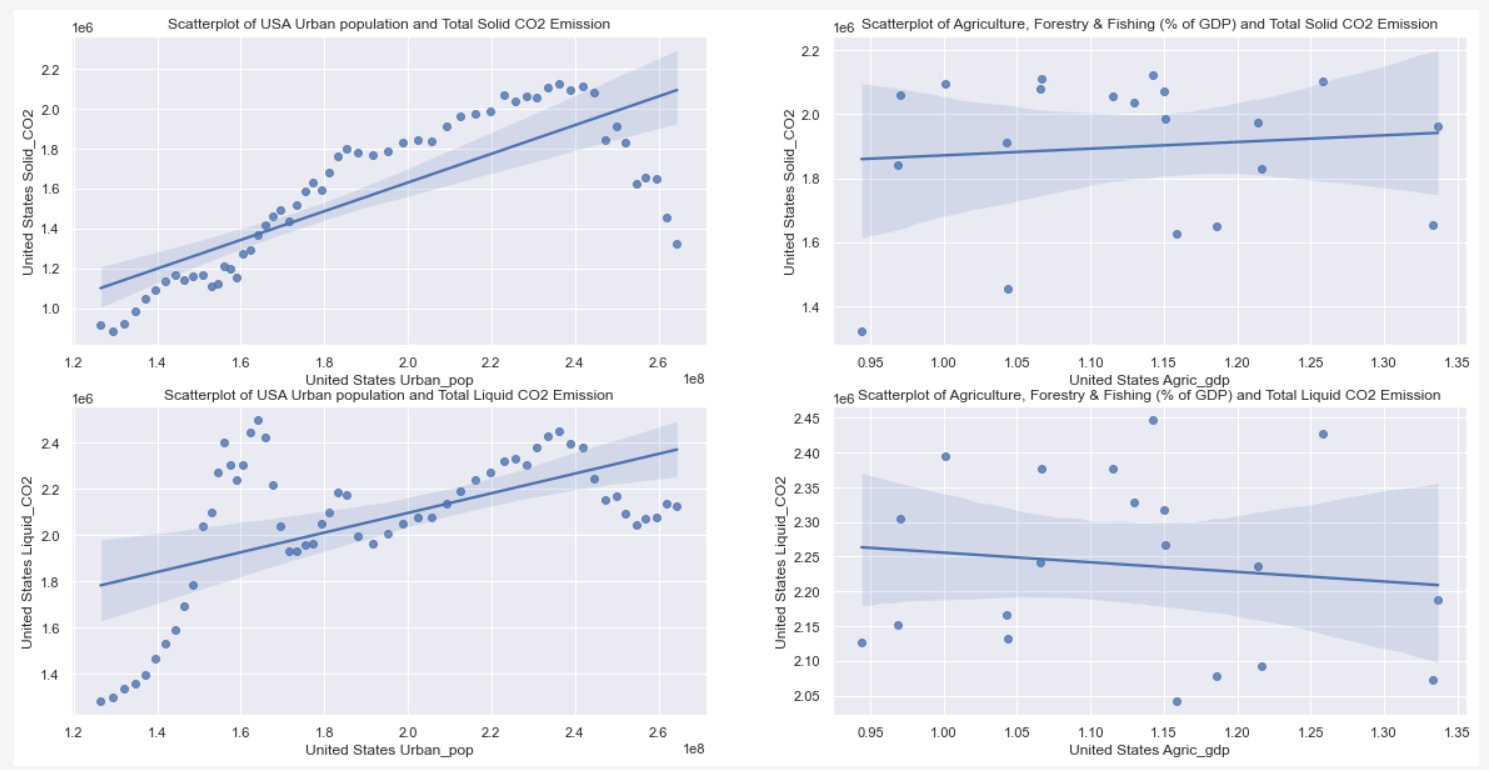 Scatterplot of USA Urban population and Total Solid CO2 Emission
1e6
2.2
2.0
1.8
1.6
1.4
1.2
1.0
United States Solid_CO2
1.2 1.4 1.6 1.8 2.0 2.2 2.4 2.6
United States Urban_pop
1e8
Scatterplot of Agriculture, Forestry & Fishing (% of GDP) and Total Solid CO2 Emission
1e6
2.2
2.0
1.8
1.6
1.4
United States Solid_CO2
0.95 1.00 1.05 1.10 1.15 1.20 1.25 1.30 1.35
United States Agric_gdp
Scatterplot of USA Urban population and Total Liquid CO2 Emission
1e6
2.4
2.2
2.0
1.8
1.6
1.4
United States Liquid_CO2
1.2 1.4 1.6 1.8 2.0 2.2 2.4 2.6
United States Urban_pop
1e8
Scatterplot of Agriculture, Forestry & Fishing (% of GDP) and Total Liquid CO2 Emission
1e6
2.45
2.40
2.35
2.30
2.25
2.20
2.15
2.10
2.05
United States Liquid_CO2
0.95 1.00 1.05 1.10 1.15 1.20 1.25 1.30 1.35
United States Agric_gdp